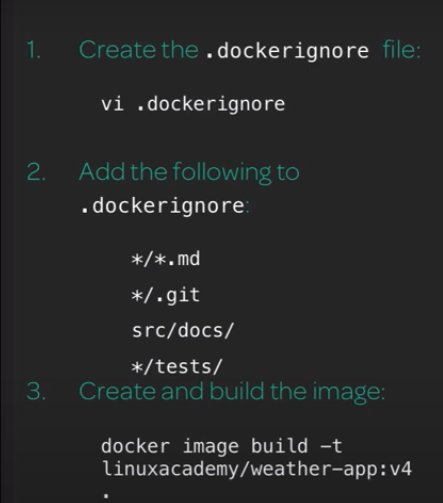 1. Create the .dockerignore file:
vi .dockerignore
2. Add the following to
.dockerignore:
*/*.md
*/.git
src/docs/
*/tests/
3. Create and build the image:
docker image build -t
linuxacademy/weather-app:v4
.